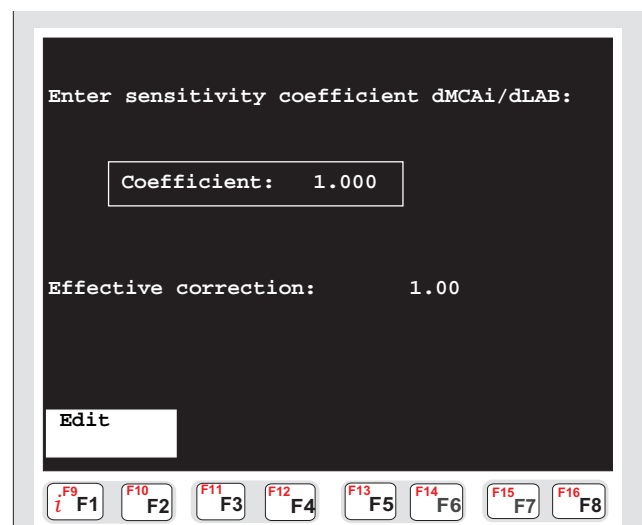 Enter sensitivity coefficient dMCAi/dLAB:
Coefficient: 1.000
Effective correction: 1.00
Edit
F9 F10 F11 F12 F13 F14 F15 F16
i F1 F2 F3 F4 F5 F6 F7 F8